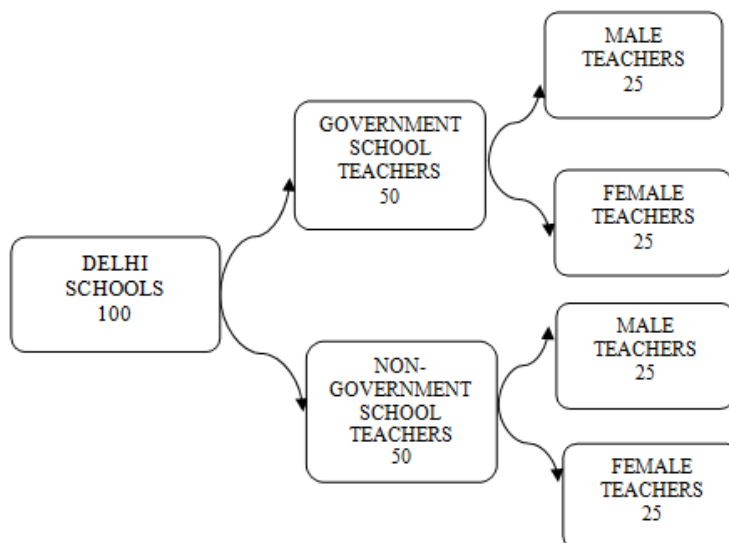 DELHI
SCHOOLS
100
GOVERNMENT
SCHOOL
TEACHERS
50
MALE
TEACHERS
25
FEMALE
TEACHERS
25
NON-
GOVERNMENT
SCHOOL
TEACHERS
50
MALE
TEACHERS
25
FEMALE
TEACHERS
25